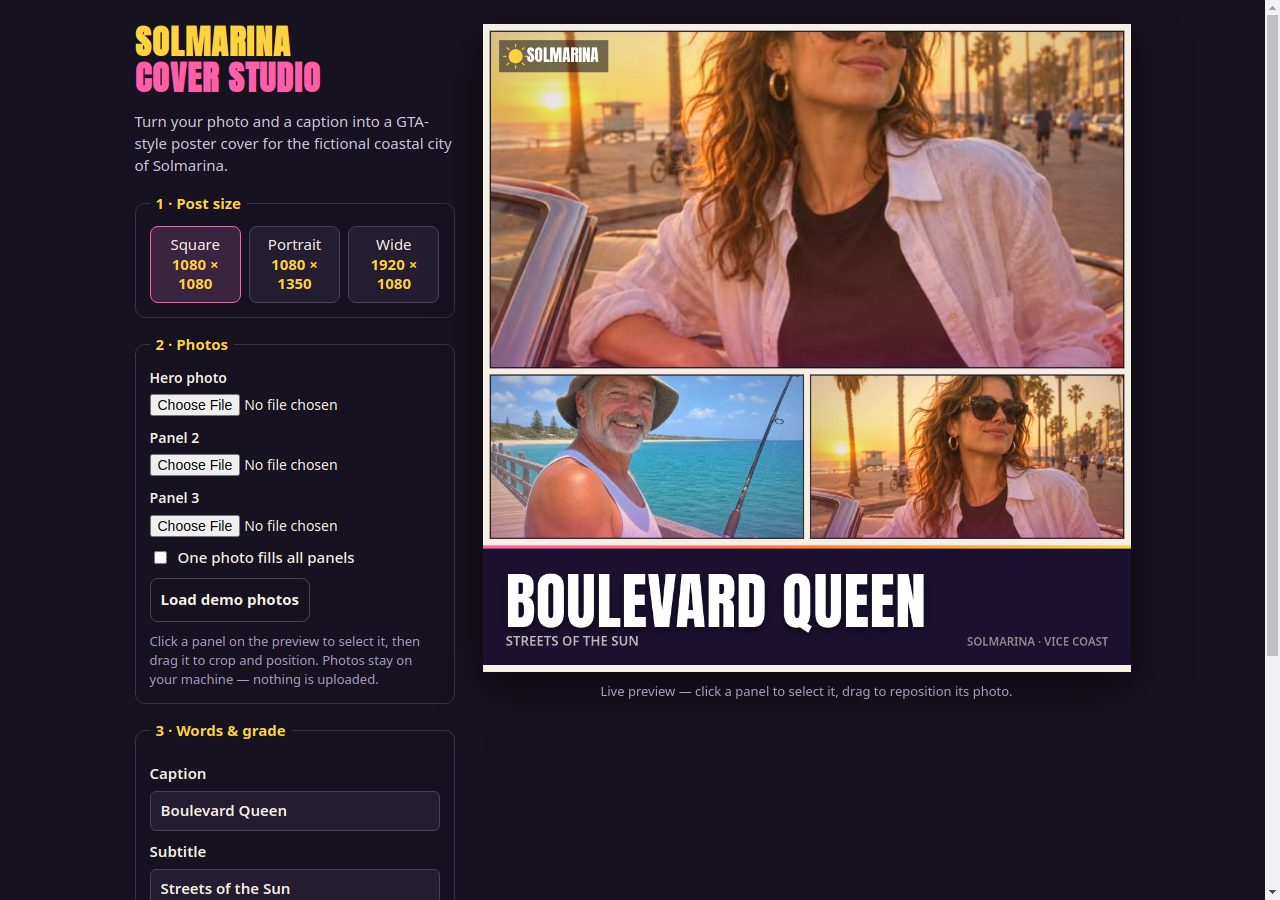 SOLMARINA
COVER STUDIO
Turn your photo and a caption into a GTA-
style poster cover for the fictional coastal city
of Solmarina.
1 · Post size
Square
1080 ×
1080
Portrait
1080 ×
1350
Wide
1920 ×
1080
2 · Photos
Hero photo
Choose File No file chosen
Panel 2
Choose File No file chosen
Panel 3
Choose File No file chosen
One photo fills all panels
Load demo photos
Click a panel on the preview to select it, then
drag it to crop and position. Photos stay on
your machine — nothing is uploaded.
3 · Words & grade
Caption
Boulevard Queen
Subtitle
Streets of the Sun
SOLMARINA
BOULEVARD QUEEN
STREETS OF THE SUN
SOLMARINA · VICE COAST
Live preview — click a panel to select it, drag to reposition its photo.